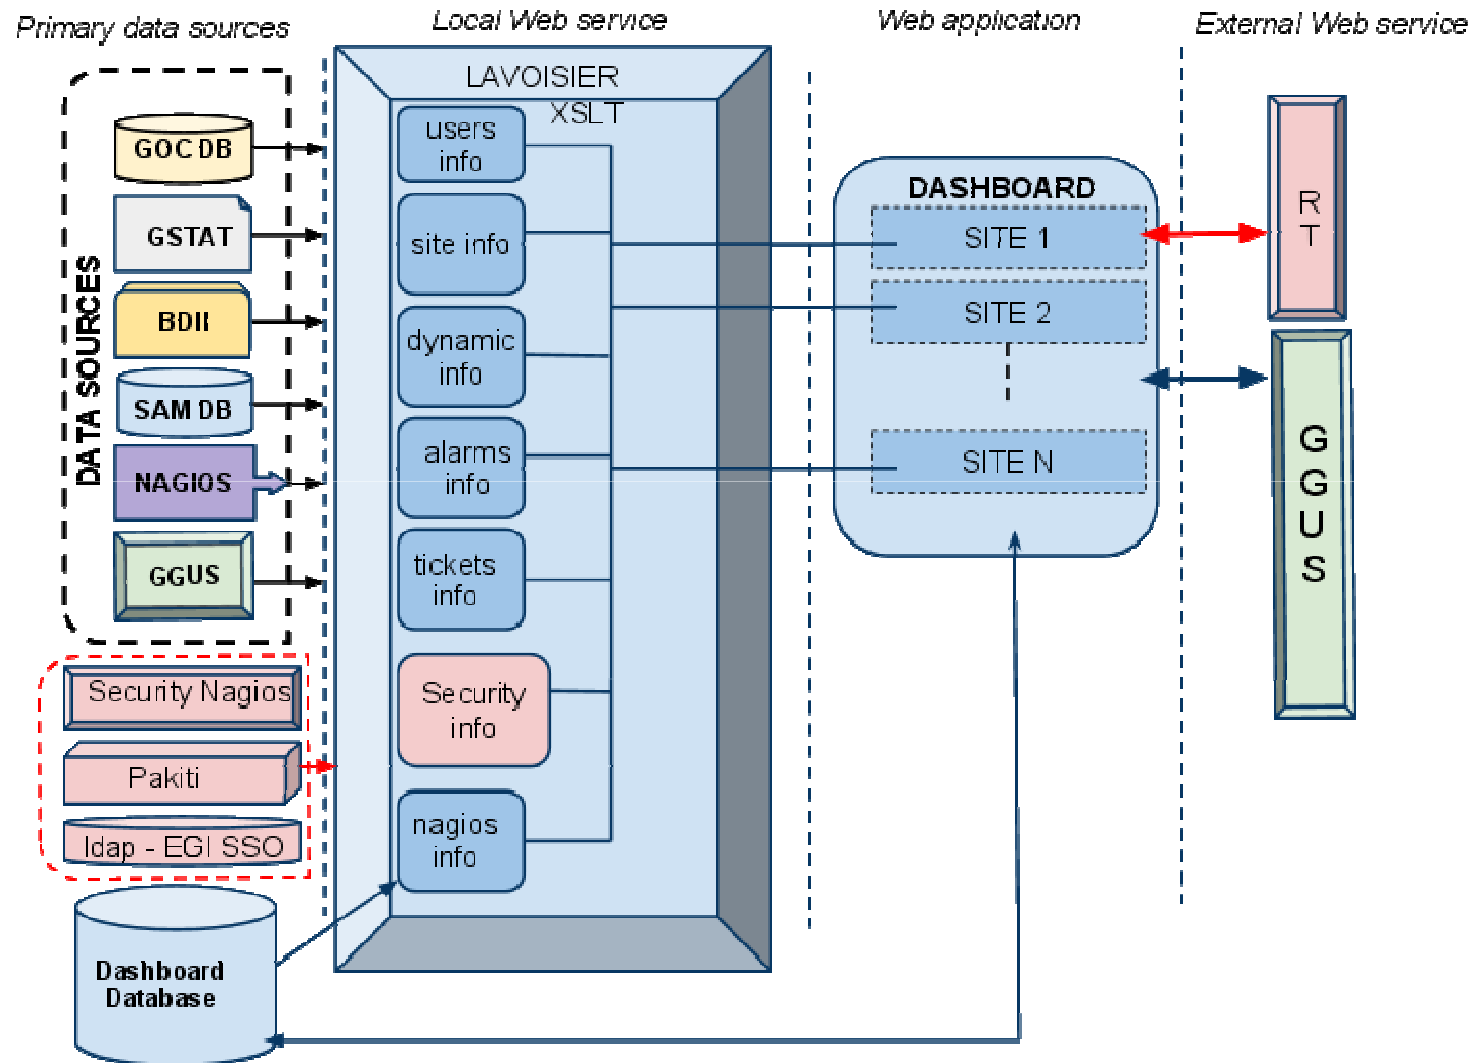 Primary data sources
Local Web service
Web application
External Web service
DATA SOURCES
GOC DB
GSTAT
BDII
SAM DB
NAGIOS
GGUS
Security Nagios
Pakiti
ldap - EGI SSO
Dashboard
Database
LAVOISIER
XSLT
users
info
site info
dynamic
info
alarms
info
tickets
info
Security
info
nagios
info
DASHBOARD
SITE 1
SITE 2
SITE N
R
T
G
G
U
S